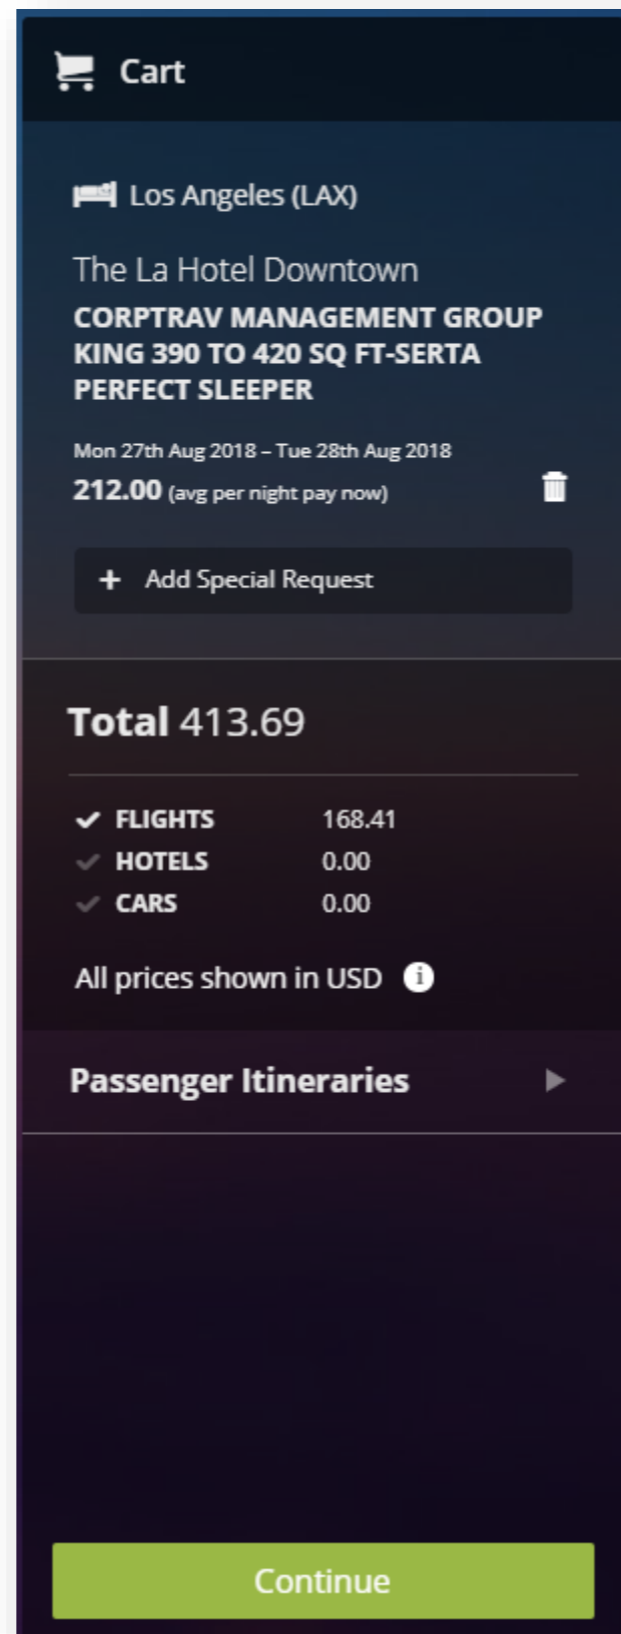 Cart
Los Angeles (LAX)
The La Hotel Downtown
CORPTRAV MANAGEMENT GROUP
KING 390 TO 420 SQ FT-SERTA
PERFECT SLEEPER
Mon 27th Aug 2018 – Tue 28th Aug 2018
212.00 (avg per night pay now)
+ Add Special Request
Total 413.69
FLIGHTS 168.41
HOTELS 0.00
CARS 0.00
All prices shown in USD i
Passenger Itineraries
Continue